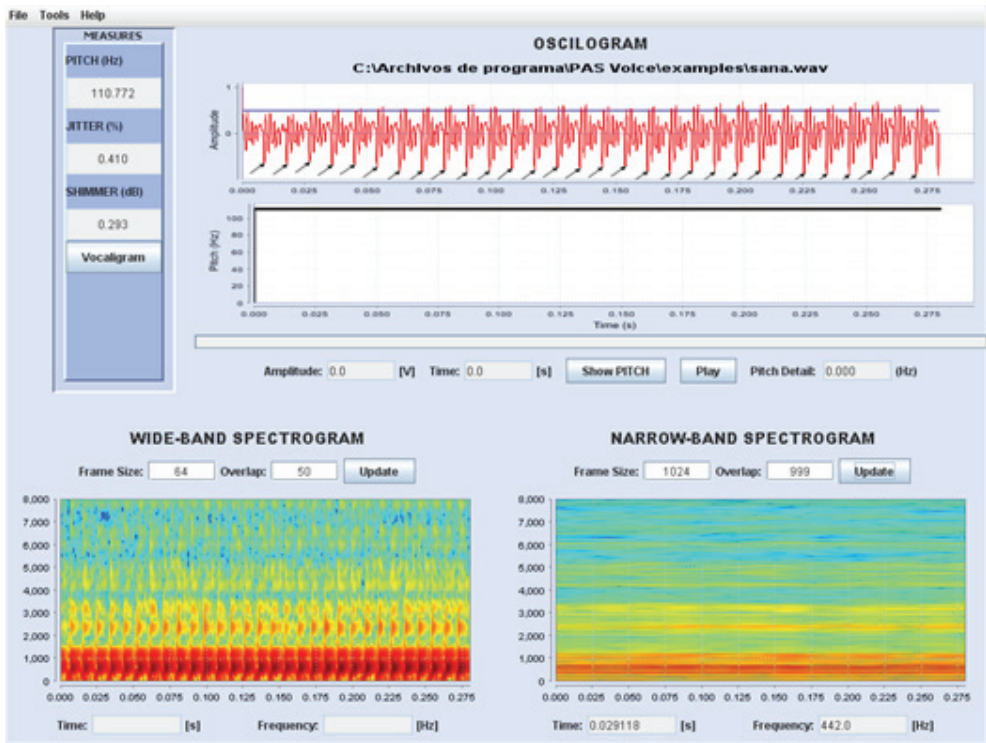 File Tools Help
MEASURES
PITCH (Hz)
110.772
JITTER (%)
0.410
SHIMMER (dB)
0.293
Vocaligram
OSCILOGRAM
C:\Archivos de programa\PAS Voice\examples\sana.wav
Amplitude
1
0
0.000 0.025 0.050 0.075 0.100 0.125 0.150 0.175 0.200 0.225 0.250 0.275
Pitch (Hz)
100
80
60
40
20
0
0.000 0.025 0.050 0.075 0.100 0.125 0.150 0.175 0.200 0.225 0.250 0.275
Time (s)
Amplitude: 0.0 [V] Time: 0.0 [s] Show PITCH Play Pitch Detail: 0.000 (Hz)
WIDE-BAND SPECTROGRAM
Frame Size: 64 Overlap: 50 Update
8,000
7,000
6,000
5,000
4,000
3,000
2,000
1,000
0
0.000 0.025 0.050 0.075 0.100 0.125 0.150 0.175 0.200 0.225 0.250 0.275
Time: [s] Frequency: [Hz]
NARROW-BAND SPECTROGRAM
Frame Size: 1024 Overlap: 999 Update
8,000
7,000
6,000
5,000
4,000
3,000
2,000
1,000
0
0.000 0.025 0.050 0.075 0.100 0.125 0.150 0.175 0.200 0.225 0.250 0.275
Time: 0.029118 [s] Frequency: 442.0 [Hz]